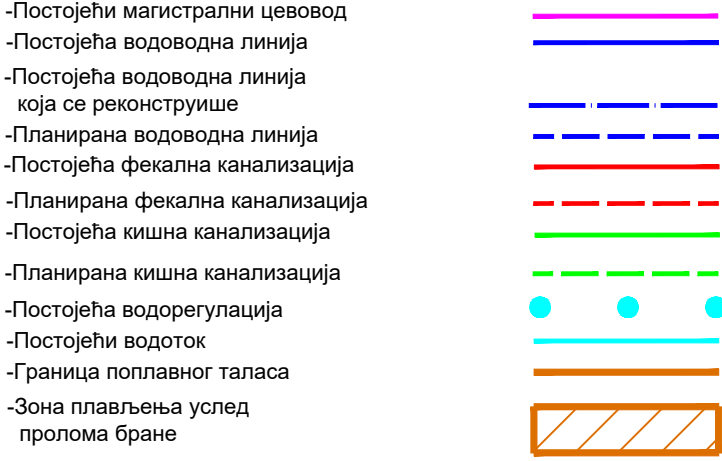 -Постојећи магистрални цевовод
-Постојећа водоводна линија
-Постојећа водоводна линија
која се реконструише
-Планирана водоводна линија
-Постојећа фекална канализација
-Планирана фекална канализација
-Постојећа кишна канализација
-Планирана кишна канализација
-Постојећа водорегулација
-Постојећи водоток
-Граница поплавног таласа
-Зона плављења услед
пролома бране